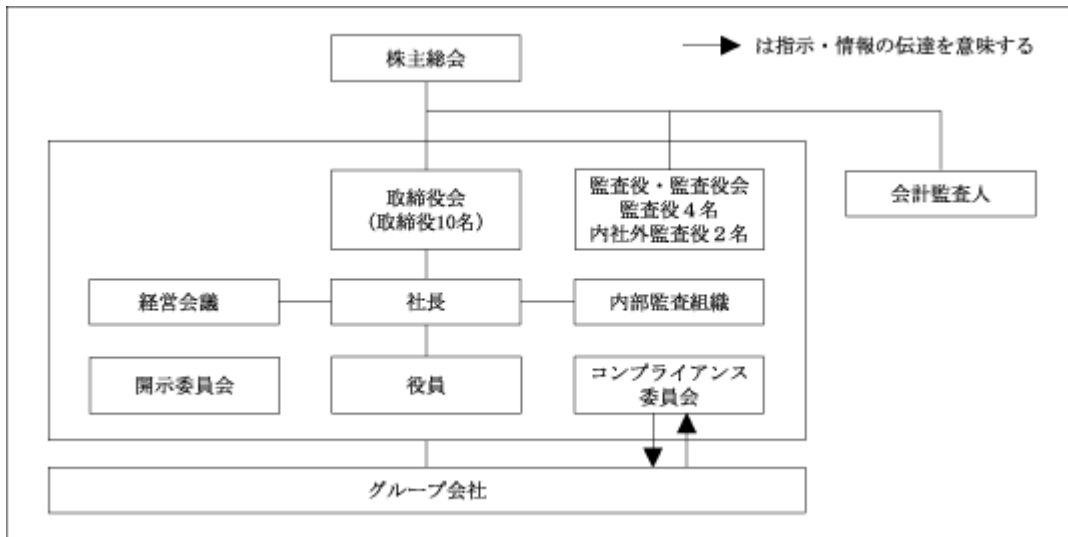 株主総会
は指示・情報の伝達を意味する
取締役会
（取締役10名）
監査役・監査役会
監査役４名
内社外監査役２名
会計監査人
経営会議
社長
内部監査組織
開示委員会
役員
コンプライアンス
委員会
グループ会社